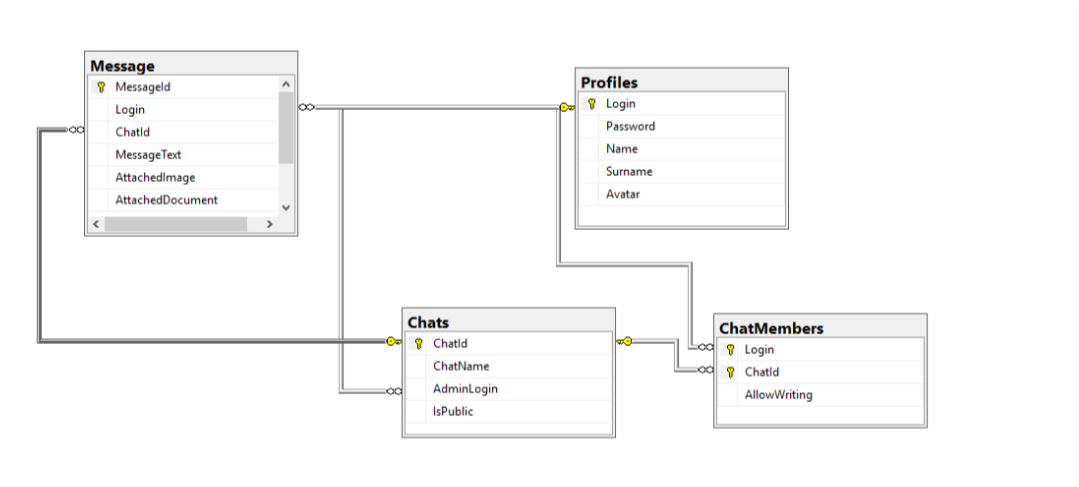 Message
MessageId
Login
ChatId
MessageText
AttachedImage
AttachedDocument
Profiles
Login
Password
Name
Surname
Avatar
Chats
ChatId
ChatName
AdminLogin
IsPublic
ChatMembers
Login
ChatId
AllowWriting